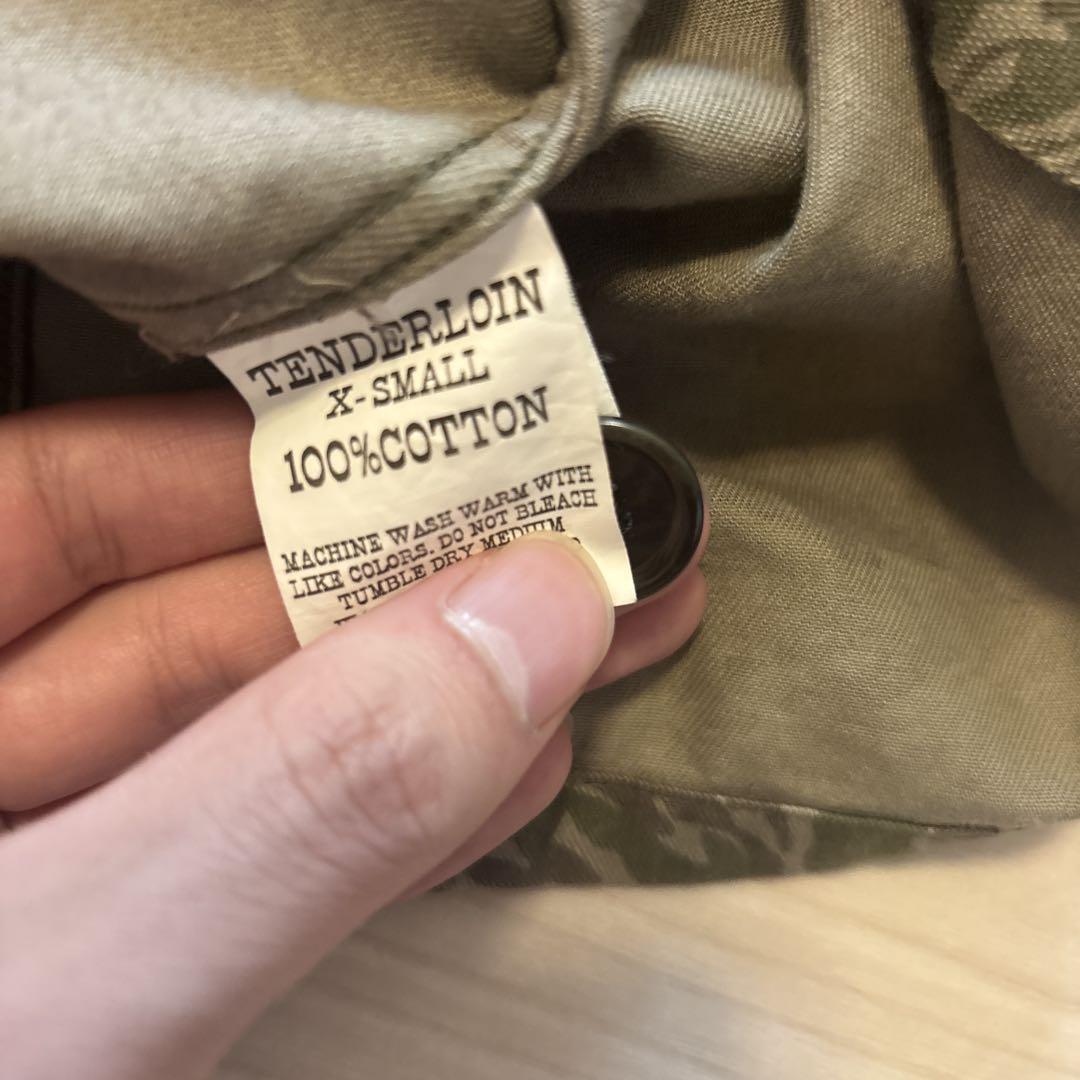 TENDERLOIN
X-SMALL
100%COTTON
MACHINE WASH WARM WITH
LIKE COLORS. DO NOT BLEACH
TUMBLE DRY MEDIUM